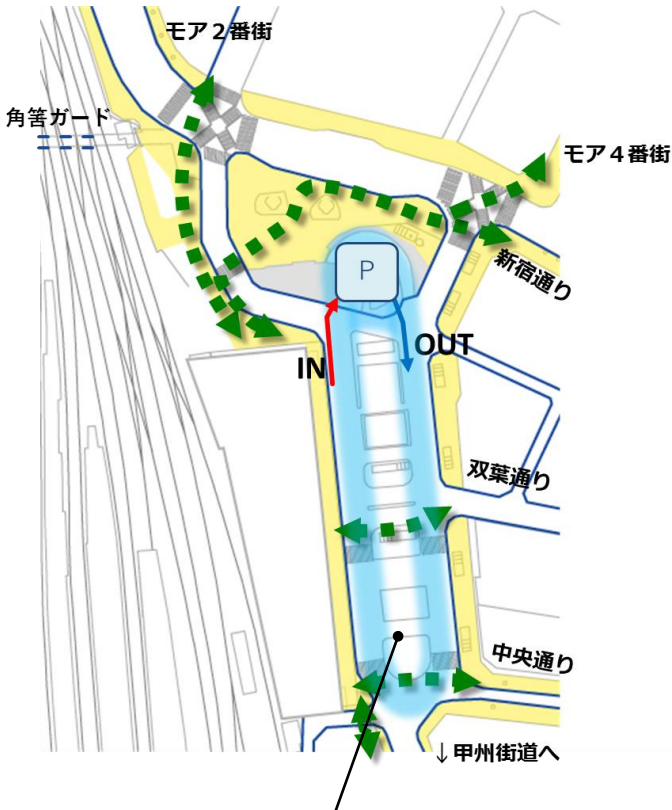 モア２番街
角筈ガード
モア４番街
新宿通り
P
IN
OUT
双葉通り
中央通り
↓甲州街道へ